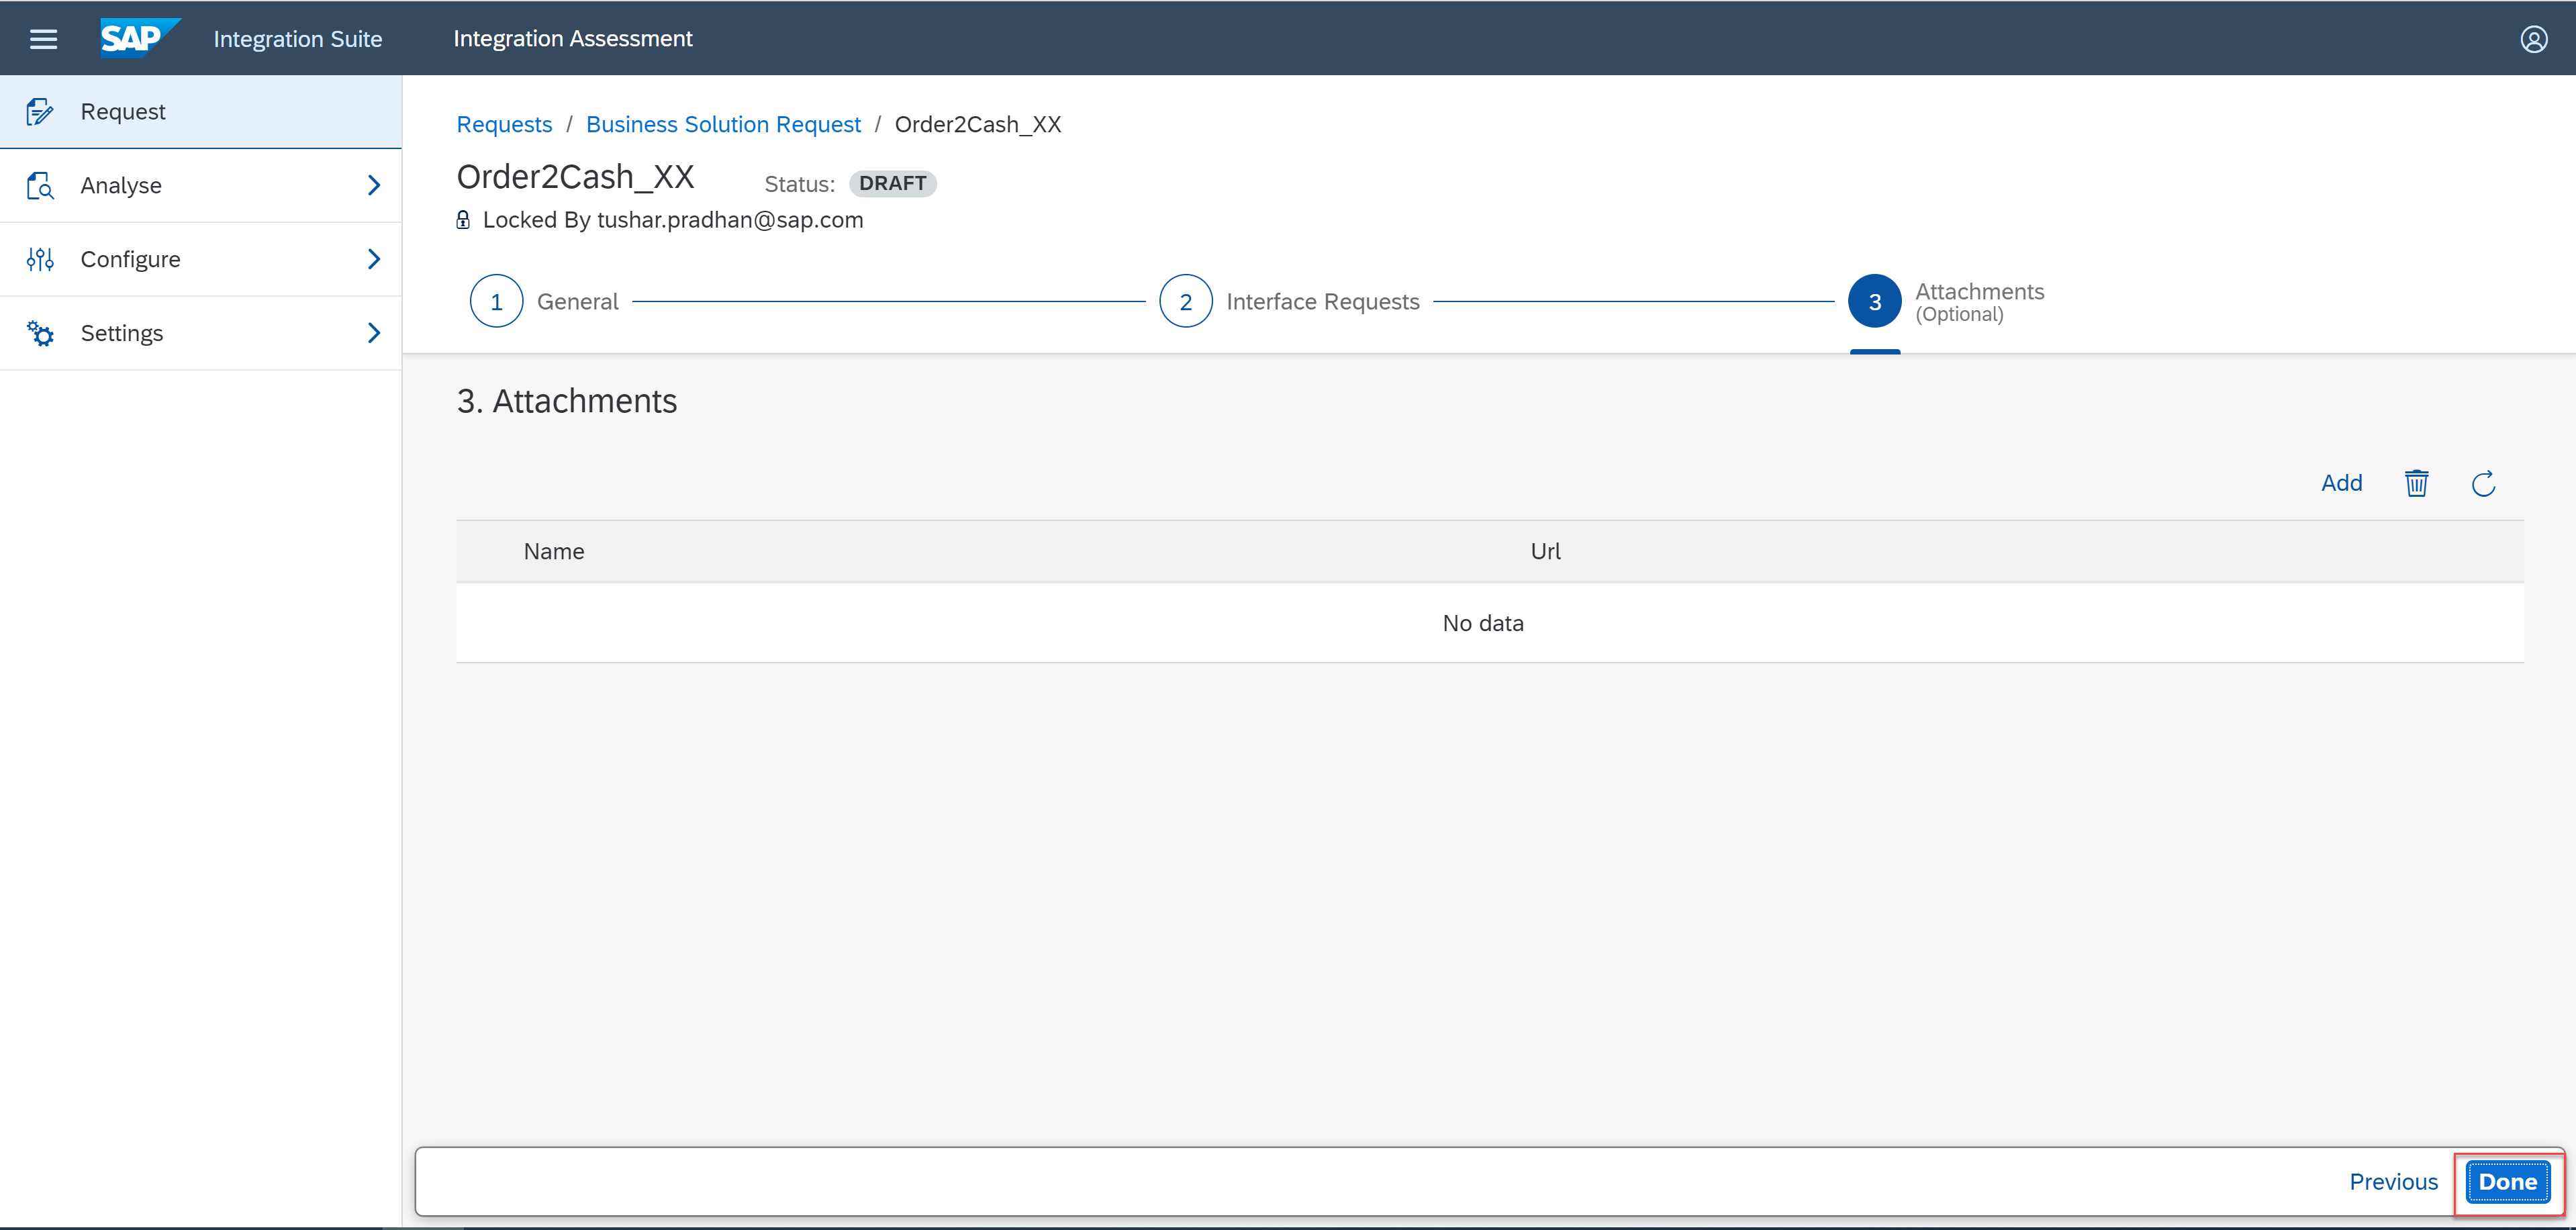 SAP Integration Suite Integration Assessment
Request
Analyse
Configure
Settings
Requests / Business Solution Request / Order2Cash_XX
Order2Cash_XX Status: DRAFT
Locked By tushar.pradhan@sap.com
1 General 2 Interface Requests 3 Attachments
(Optional)
3. Attachments
Add
Name Url
No data
Previous Done